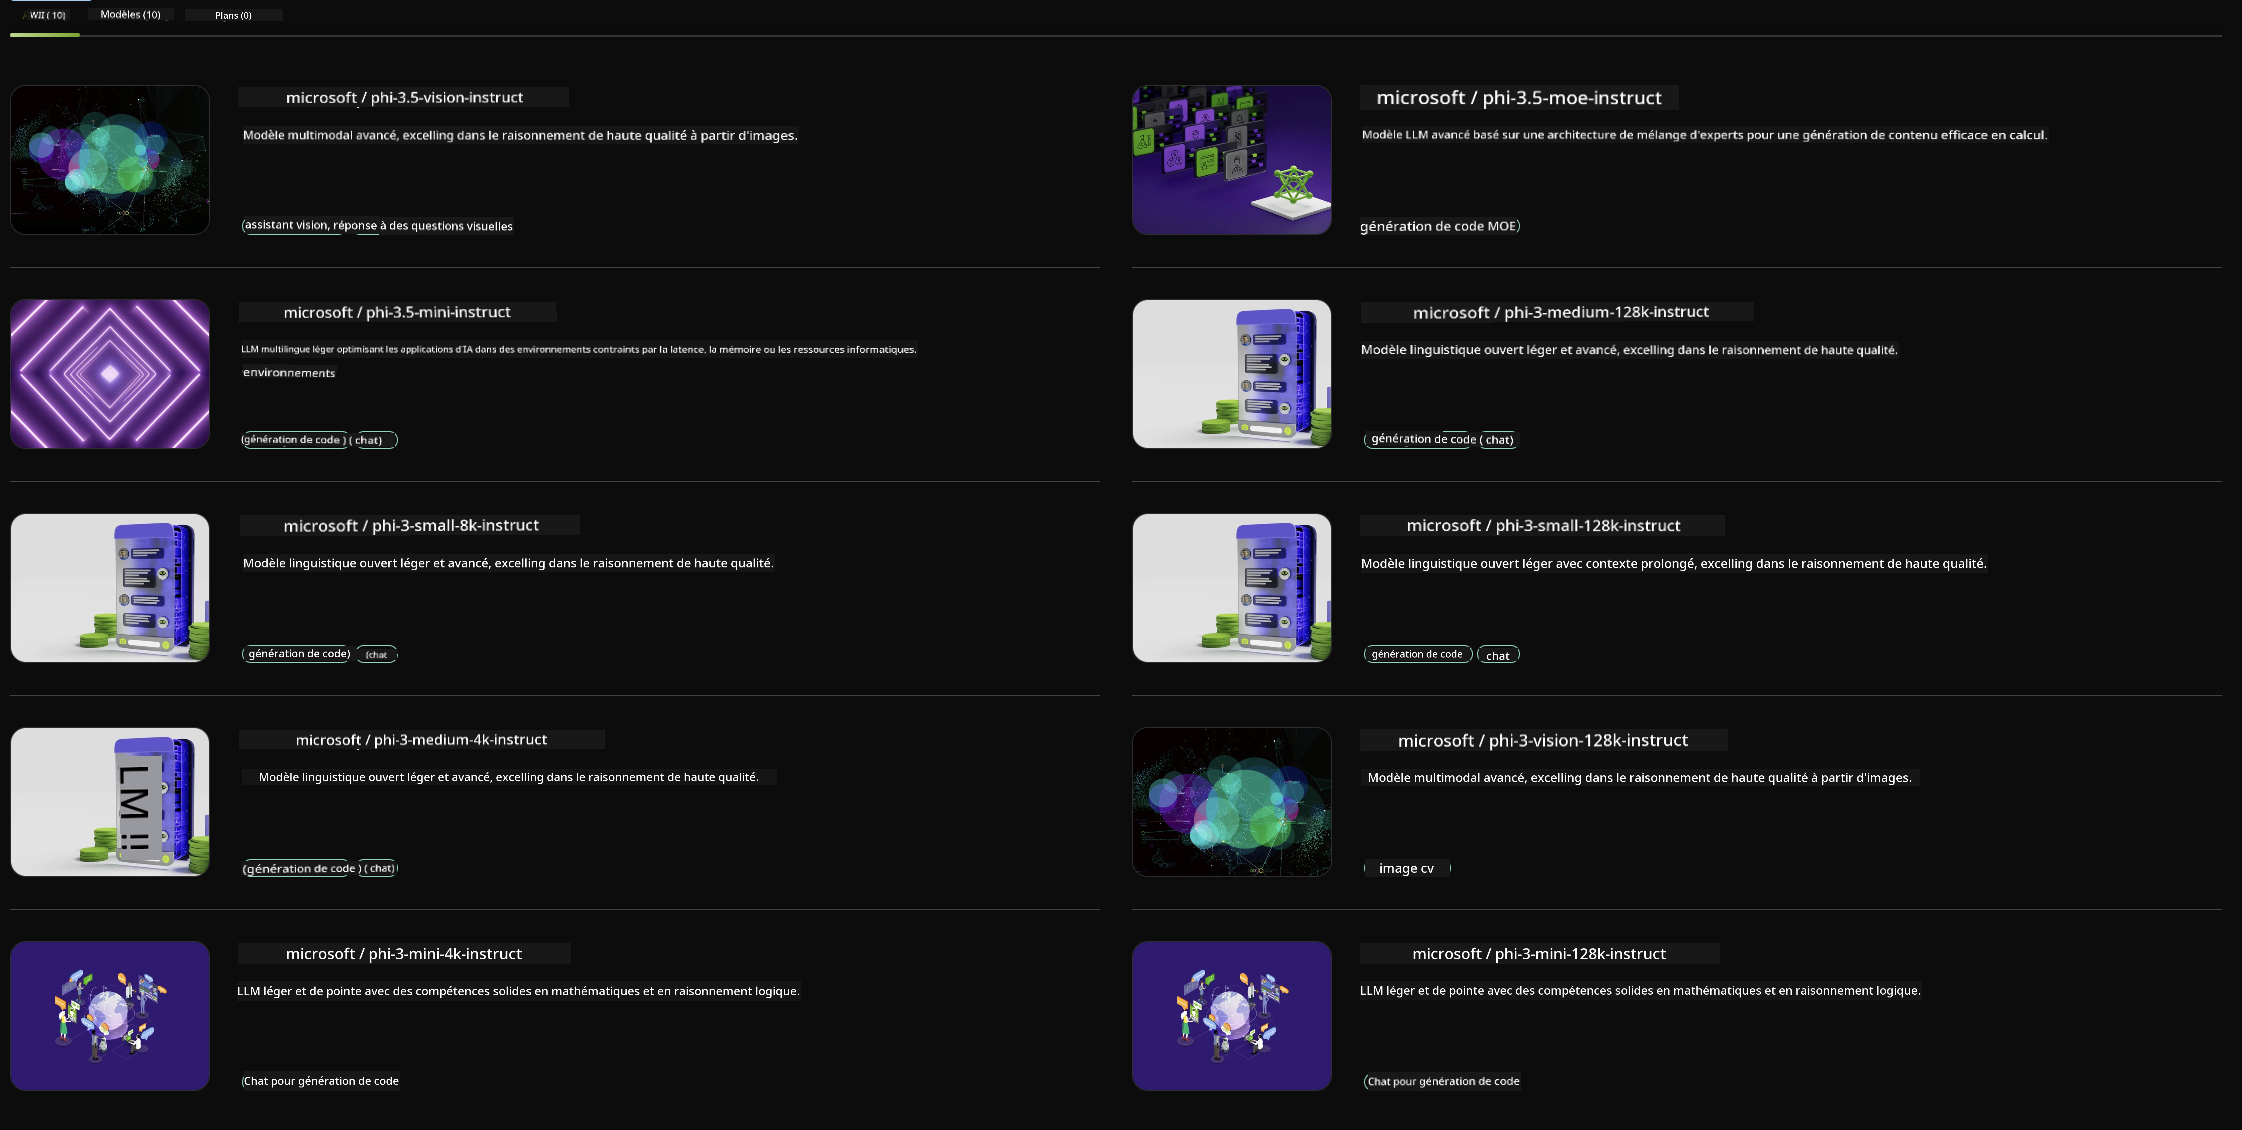 WII ( 10)
Modèles (10)
Plans (0)
microsoft / phi-3.5-vision-instruct
Modèle multimodal avancé, excelling dans le raisonnement de haute qualité à partir d'images.
(assistant vision, réponse à des questions visuelles
microsoft / phi-3.5-moe-instruct
Modèle LLM avancé basé sur une architecture de mélange d'experts pour une génération de contenu efficace en calcul.
génération de code MOE)
microsoft / phi-3.5-mini-instruct
LLM multilingue léger optimisant les applications d'IA dans des environnements contraints par la latence, la mémoire ou les ressources informatiques.
environnements
(génération de code ) ( chat)
microsoft / phi-3-medium-128k-instruct
Modèle linguistique ouvert léger et avancé, excelling dans le raisonnement de haute qualité.
génération de code ( chat)
microsoft / phi-3-small-8k-instruct
Modèle linguistique ouvert léger et avancé, excelling dans le raisonnement de haute qualité.
génération de code) (chat
microsoft / phi-3-small-128k-instruct
Modèle linguistique ouvert léger avec contexte prolongé, excelling dans le raisonnement de haute qualité.
génération de code chat
LM!!
microsoft / phi-3-medium-4k-instruct
Modèle linguistique ouvert léger et avancé, excelling dans le raisonnement de haute qualité.
(génération de code ) ( chat)
microsoft / phi-3-vision-128k-instruct
Modèle multimodal avancé, excelling dans le raisonnement de haute qualité à partir d'images.
image cv
microsoft / phi-3-mini-4k-instruct
LLM léger et de pointe avec des compétences solides en mathématiques et en raisonnement logique.
(Chat pour génération de code
microsoft / phi-3-mini-128k-instruct
LLM léger et de pointe avec des compétences solides en mathématiques et en raisonnement logique.
(Chat pour génération de code